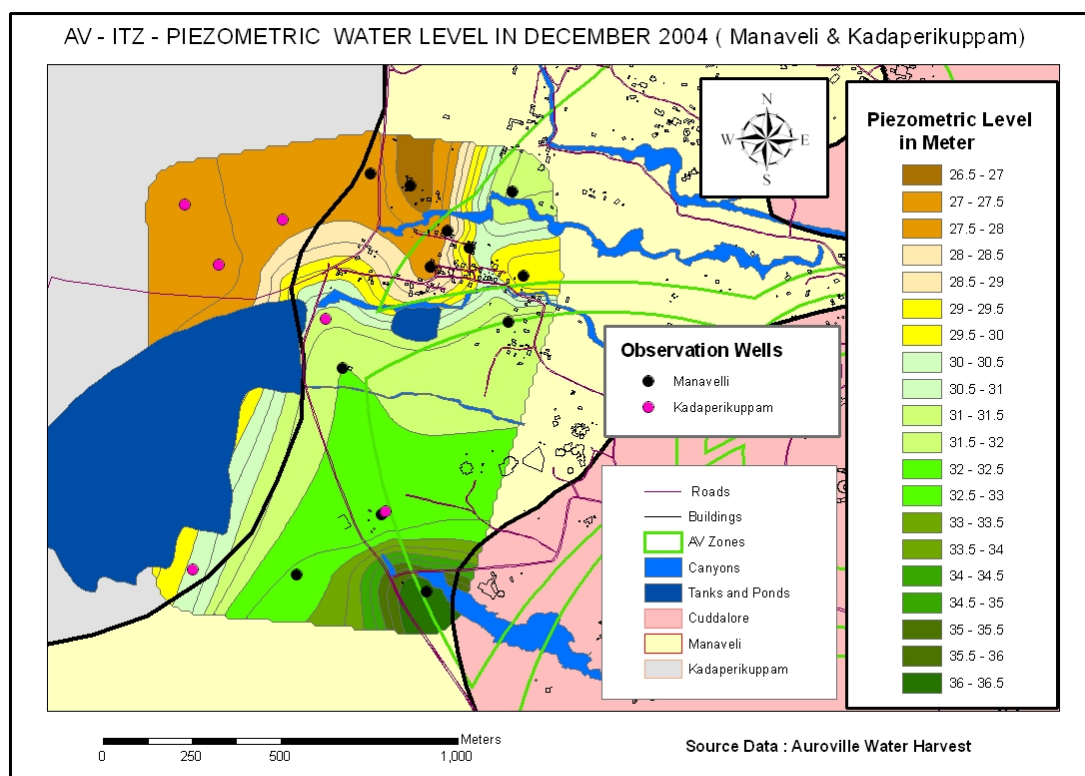 AV - ITZ - PIEZOMETRIC WATER LEVEL IN DECEMBER 2004 ( Manaveli & Kadaperikuppam)
N
W
E
S
Piezometric Level
in Meter
26.5 - 27
27 - 27.5
27.5 - 28
28 - 28.5
28.5 - 29
29 - 29.5
29.5 - 30
30 - 30.5
30.5 - 31
31 - 31.5
31.5 - 32
32 - 32.5
32.5 - 33
33 - 33.5
33.5 - 34
34 - 34.5
34.5 - 35
35 - 35.5
35.5 - 36
36 - 36.5
Observation Wells
Manavelli
Kadaperikuppam
Roads
Buildings
AV Zones
Canyons
Tanks and Ponds
Cuddalore
Manaveli
Kadaperikuppam
Meters
0 250 500 1,000
Source Data : Auroville Water Harvest